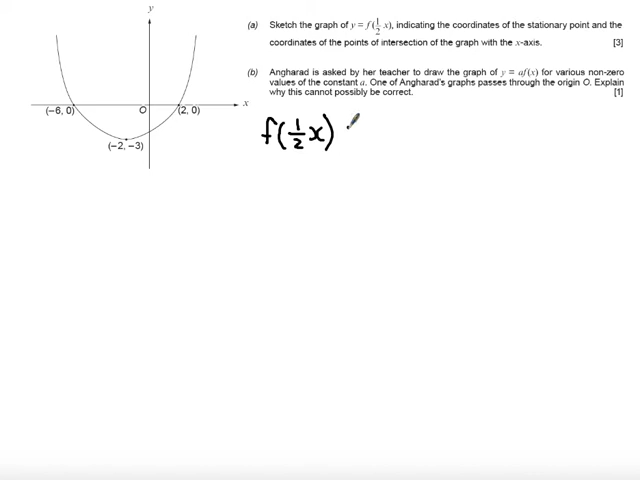 y
(a) Sketch the graph of y = f(1/2 x), indicating the coordinates of the stationary point and the
coordinates of the points of intersection of the graph with the x-axis. [3]
(b) Angharad is asked by her teacher to draw the graph of y = af(x) for various non-zero
values of the constant a. One of Angharad's graphs passes through the origin O. Explain
why this cannot possibly be correct. [1]
(−6, 0) O (2, 0) x
(−2, −3)
f(1/2 x)